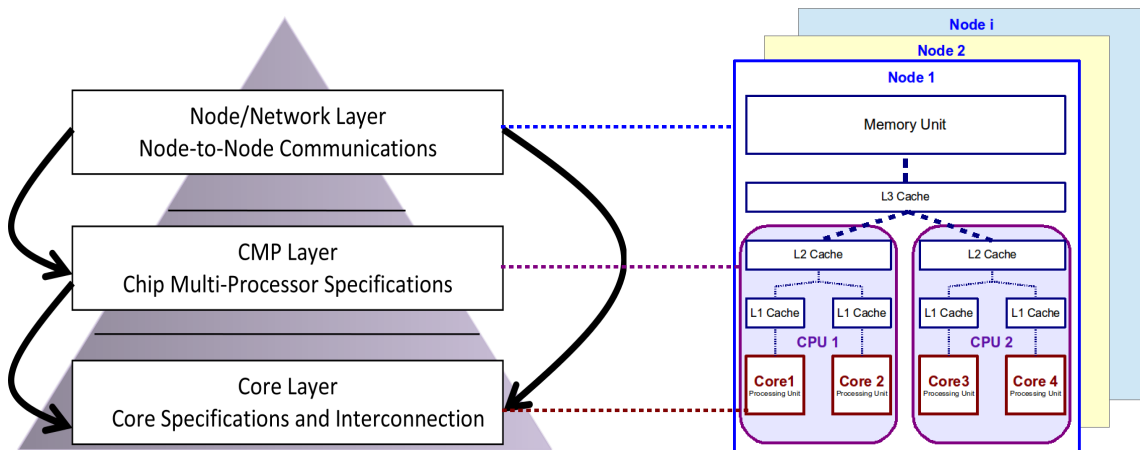 Node/Network Layer
Node-to-Node Communications
CMP Layer
Chip Multi-Processor Specifications
Core Layer
Core Specifications and Interconnection
Node i
Node 2
Node 1
Memory Unit
L3 Cache
L2 Cache
L2 Cache
L1 Cache
L1 Cache
L1 Cache
L1 Cache
CPU 1
CPU 2
Core1
Processing Unit
Core 2
Processing Unit
Core3
Processing Unit
Core 4
Processing Unit